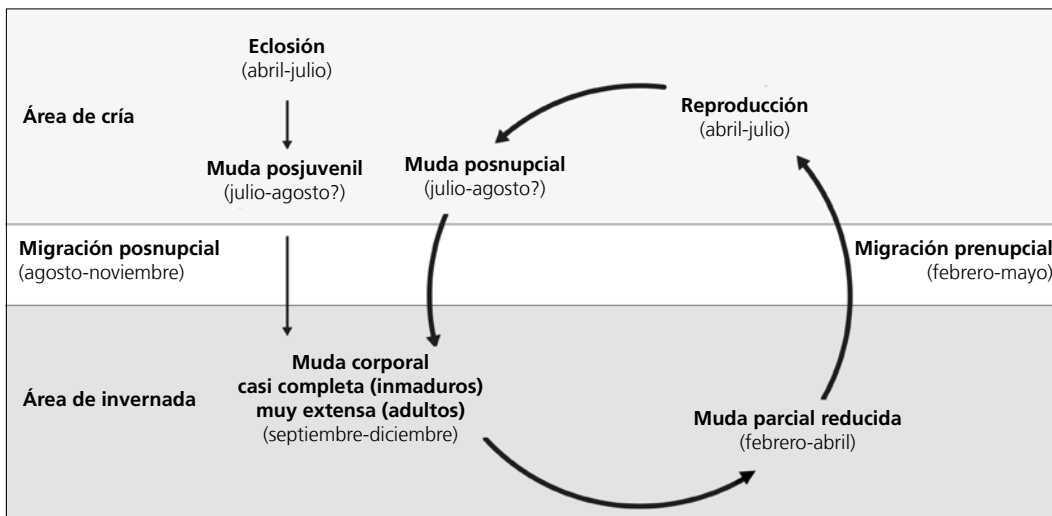 Eclosión
(abril-julio)
Área de cría
Reproducción
(abril-julio)
Muda posjuvenil
(julio-agosto?)
Muda posnupcial
(julio-agosto?)
Migración posnupcial
(agosto-noviembre)
Migración prenupcial
(febrero-mayo)
Área de invernada
Muda corporal
casi completa (inmaduros)
muy extensa (adultos)
(septiembre-diciembre)
Muda parcial reducida
(febrero-abril)